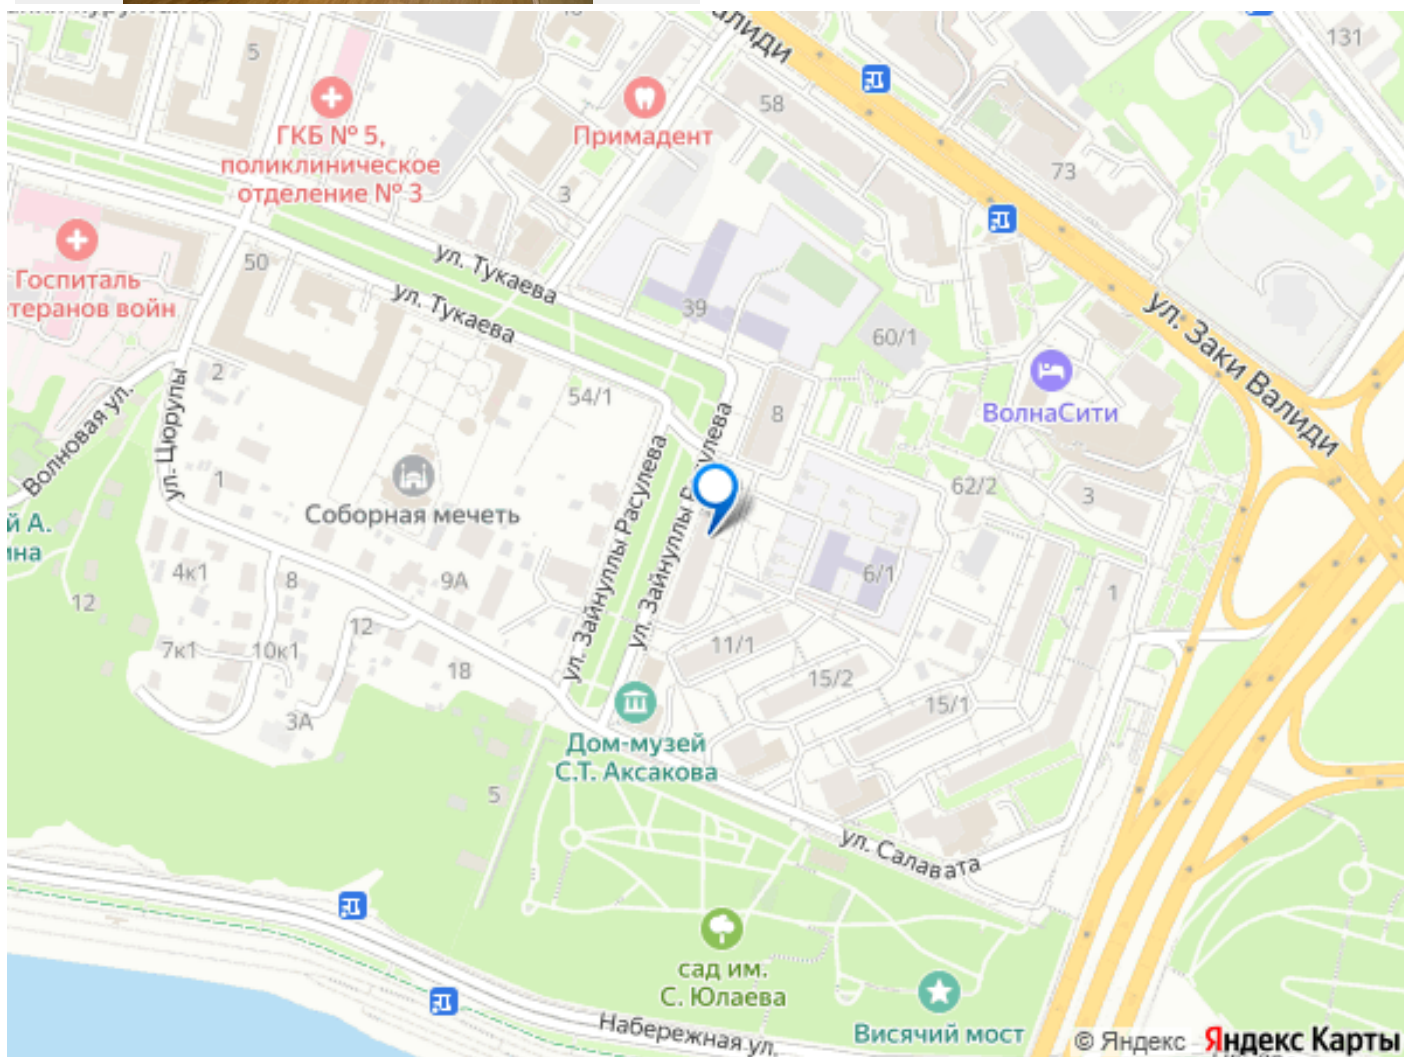 5
131
ГКБ № 5,
поликлиническое
отделение № 3
Примадент
58
алиди
73
3
ул. Тукаева
50
Госпиталь
теранов войн
ул. Тукаева
39
60/1
ул. Заки Валиди
ВолнаСити
2
54/1
8
Волновая ул.
ул. Цюрупы
1
Соборная мечеть
ул. Зайнуллы Расулева
ул. Зайнуллы Р
улева
62/2
3
й А.
ина
4к1
8
9А
6/1
1
12
12
7к1
10к1
18
11/1
15/2
15/1
3А
Дом-музей
С.Т. Аксакова
5
ул. Салавата
сад им.
С. Юлаева
Висячий мост
Набережная ул.
© Яндекс Яндекс Карты